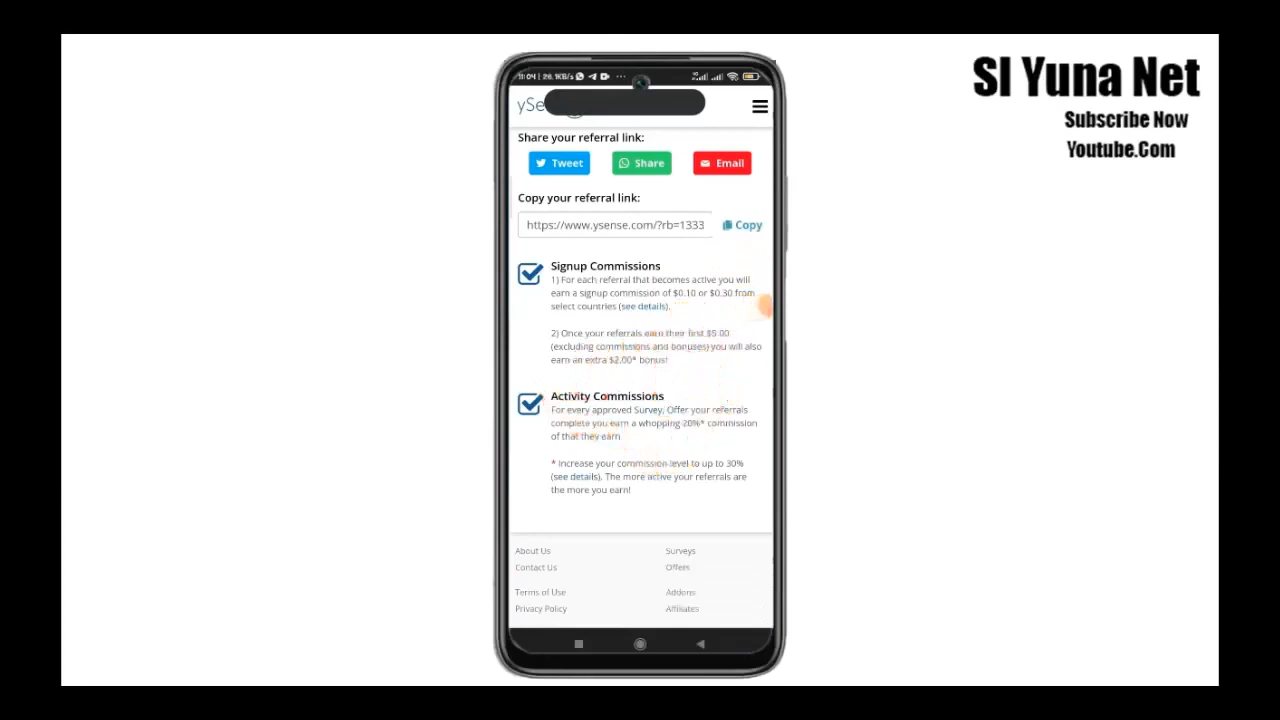 SI Yuna Net
Subscribe Now
Youtube.Com
11:04 | 26.1KB/s
ySe
Share your referral link:
Tweet
Share
Email
Copy your referral link:
https://www.ysense.com/?rb=1333
Copy
Signup Commissions
1) For each referral that becomes active you will
earn a signup commission of $0.10 or $0.30 from
select countries (see details).
2) Once your referrals earn their first $5.00
(excluding commissions and bonuses) you will also
earn an extra $2.00* bonus!
Activity Commissions
For every approved Survey, Offer your referrals
complete you earn a whopping 20%* commission
of that they earn
* Increase your commission level to up to 30%
(see details). The more active your referrals are
the more you earn!
About Us
Surveys
Contact Us
Offers
Terms of Use
Addons
Privacy Policy
Affiliates